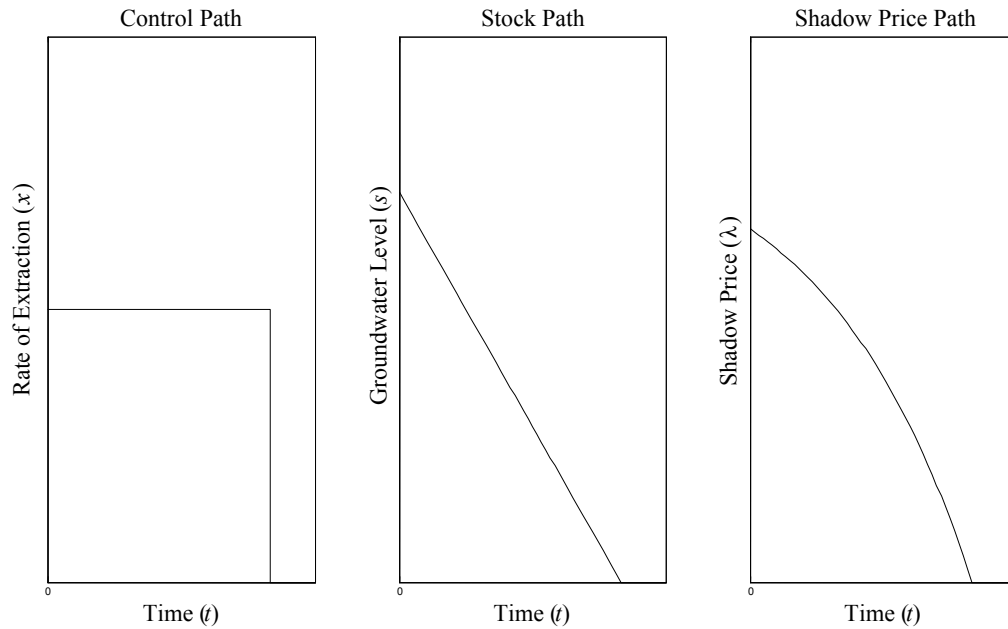 Control Path
Rate of Extraction (x)
0
Time (t)
Stock Path
Groundwater Level (s)
0
Time (t)
Shadow Price Path
Shadow Price (λ)
0
Time (t)